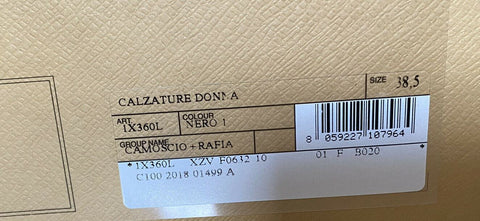 CALZATURE DONNA
SIZE 38,5
ART. 1X360L COLOUR NERO 1
GROUP NAME CAMOSCIO+RAFIA
8 059227 107964
*1X360L XZV F0632 10 01 F B020 *
C100 2018 01499 A